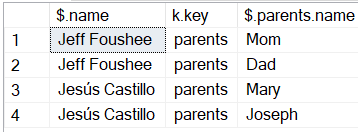 $.name k.key $.parents.name
1 Jeff Foushee parents Mom
2 Jeff Foushee parents Dad
3 Jesús Castillo parents Mary
4 Jesús Castillo parents Joseph